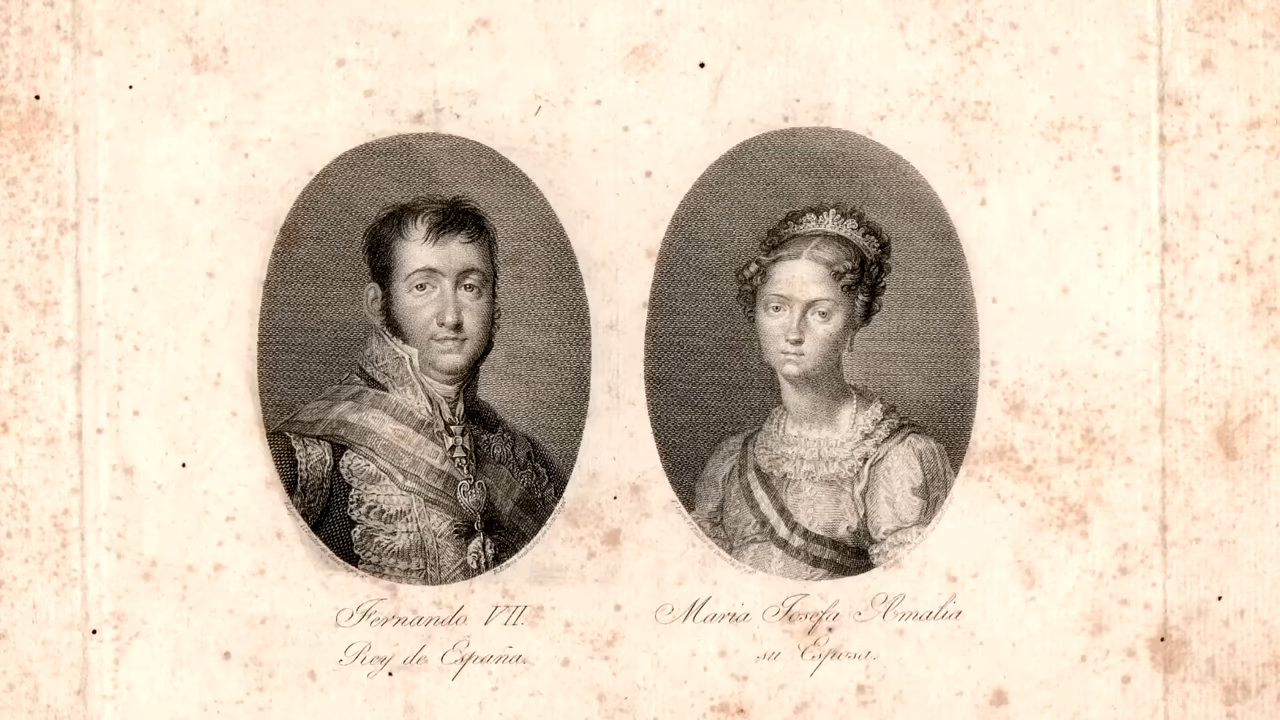 Fernando VII.
Rey de España.
Maria Josefa Amalia
su Esposa.